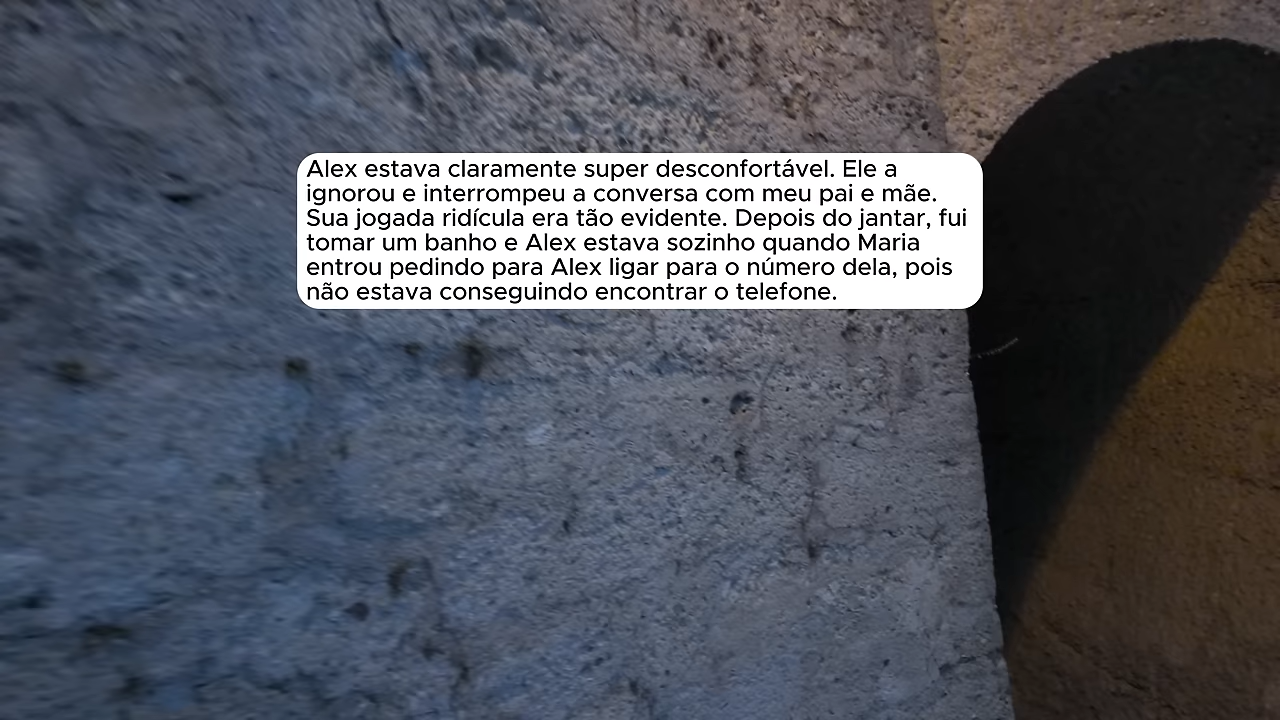 Alex estava claramente super desconfortável. Ele a
ignorou e interrompeu a conversa com meu pai e mãe.
Sua jogada ridícula era tão evidente. Depois do jantar, fui
tomar um banho e Alex estava sozinho quando Maria
entrou pedindo para Alex ligar para o número dela, pois
não estava conseguindo encontrar o telefone.